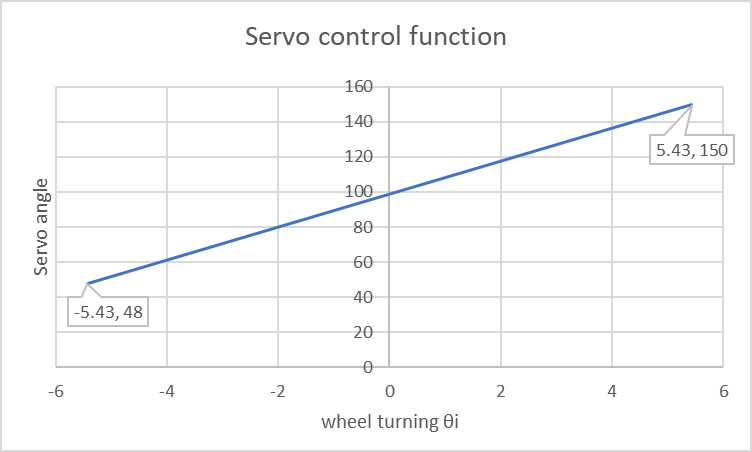 Servo control function
160
140
120
100
80
60
40
20
0
-6 -4 -2 0 2 4 6
Servo angle
wheel turning θi
5.43, 150
-5.43, 48